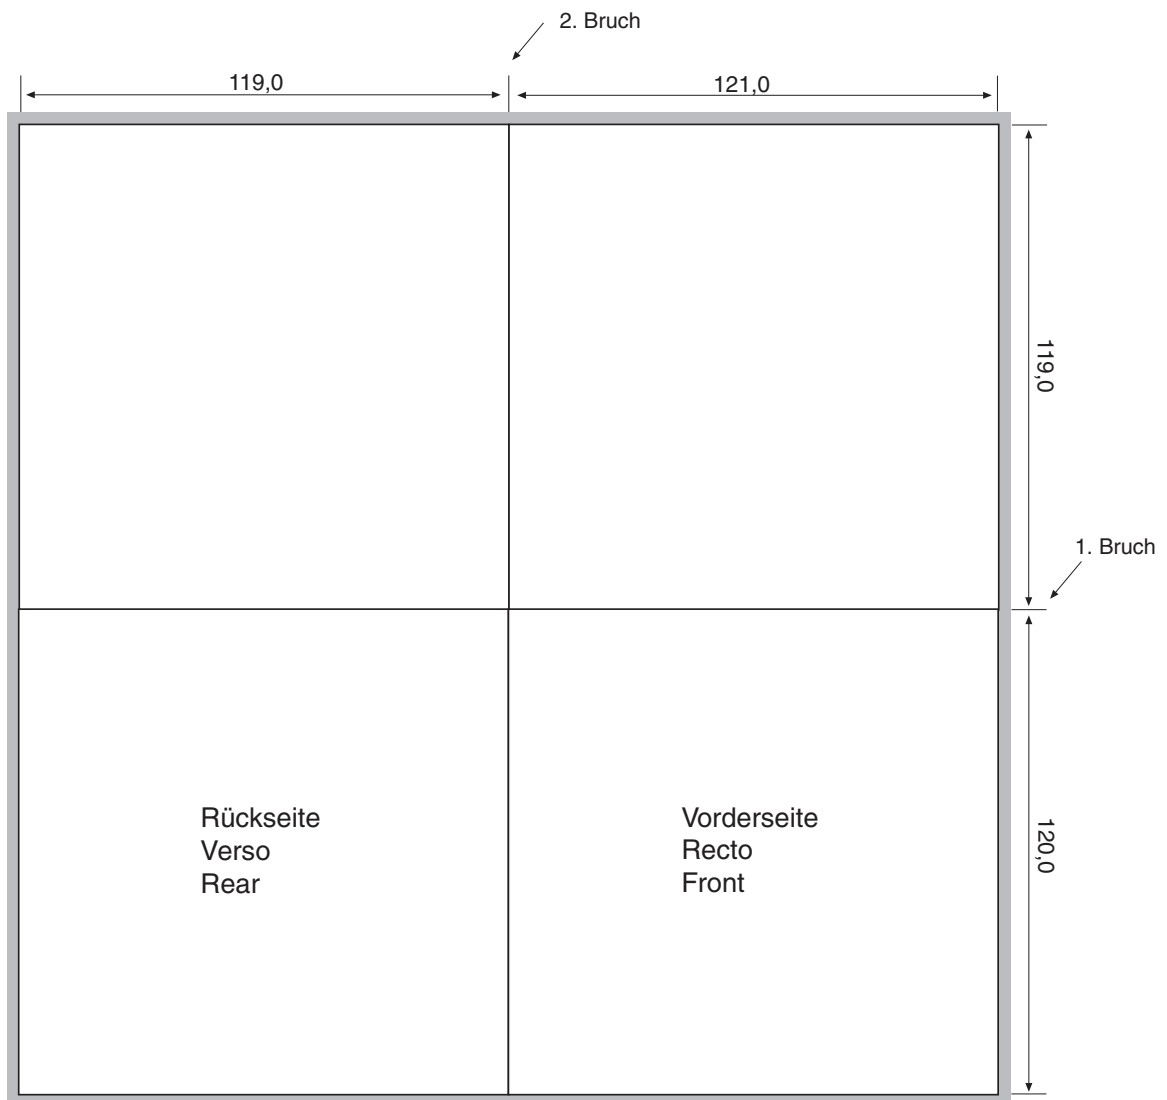 2. Bruch
119,0
121,0
119,0
1. Bruch
Rückseite
Verso
Rear
Vorderseite
Recto
Front
120,0